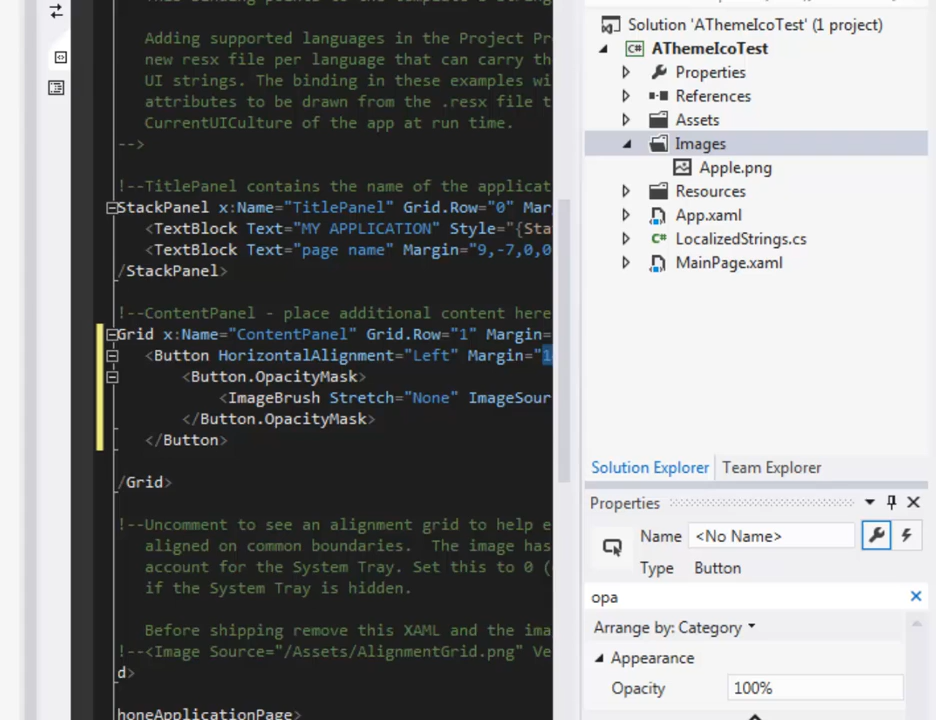 Adding supported languages in the Project Pr
new resx file per language that can carry the
UI strings. The binding in these examples wi
attributes to be drawn from the .resx file t
CurrentUICulture of the app at run time.
-->
!--TitlePanel contains the name of the applicat
StackPanel x:Name="TitlePanel" Grid.Row="0" Mar
<TextBlock Text="MY APPLICATION" Style="{Sta
<TextBlock Text="page name" Margin="9,-7,0,0
/StackPanel>
!--ContentPanel - place additional content here
Grid x:Name="ContentPanel" Grid.Row="1" Margin=
<Button HorizontalAlignment="Left" Margin="1
<Button.OpacityMask>
<ImageBrush Stretch="None" ImageSour
</Button.OpacityMask>
</Button>
/Grid>
!--Uncomment to see an alignment grid to help e
aligned on common boundaries.  The image has
account for the System Tray. Set this to 0 (
if the System Tray is hidden.
Before shipping remove this XAML and the ima
!--<Image Source="/Assets/AlignmentGrid.png" Ve
d>
honeApplicationPage>
Solution 'AThemeIcoTest' (1 project)
C# AThemeIcoTest
Properties
References
Assets
Images
Apple.png
Resources
App.xaml
C# LocalizedStrings.cs
MainPage.xaml
Solution Explorer Team Explorer
Properties
Name <No Name>
Type Button
opa
Arrange by: Category
Appearance
Opacity 100%